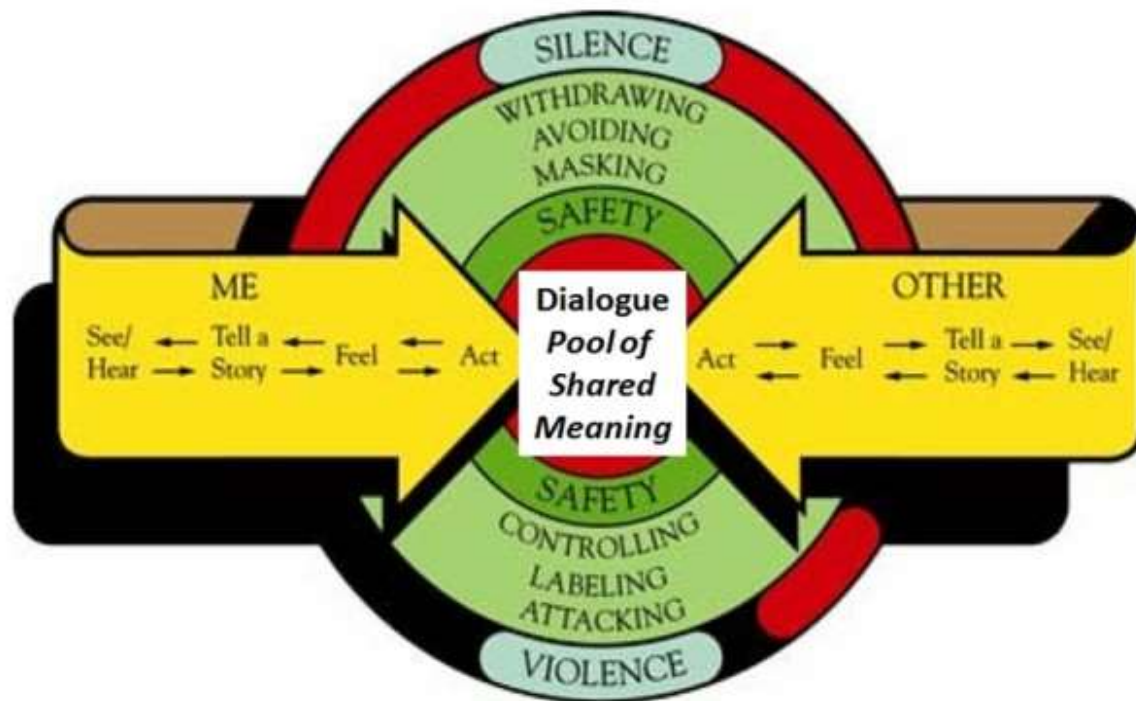 SILENCE
WITHDRAWING
AVOIDING
MASKING
SAFETY
ME
See/ Tell a
Hear Story Feel Act
Dialogue
Pool of
Shared
Meaning
OTHER
Act Feel Tell a See/
Story Hear
SAFETY
CONTROLLING
LABELING
ATTACKING
VIOLENCE